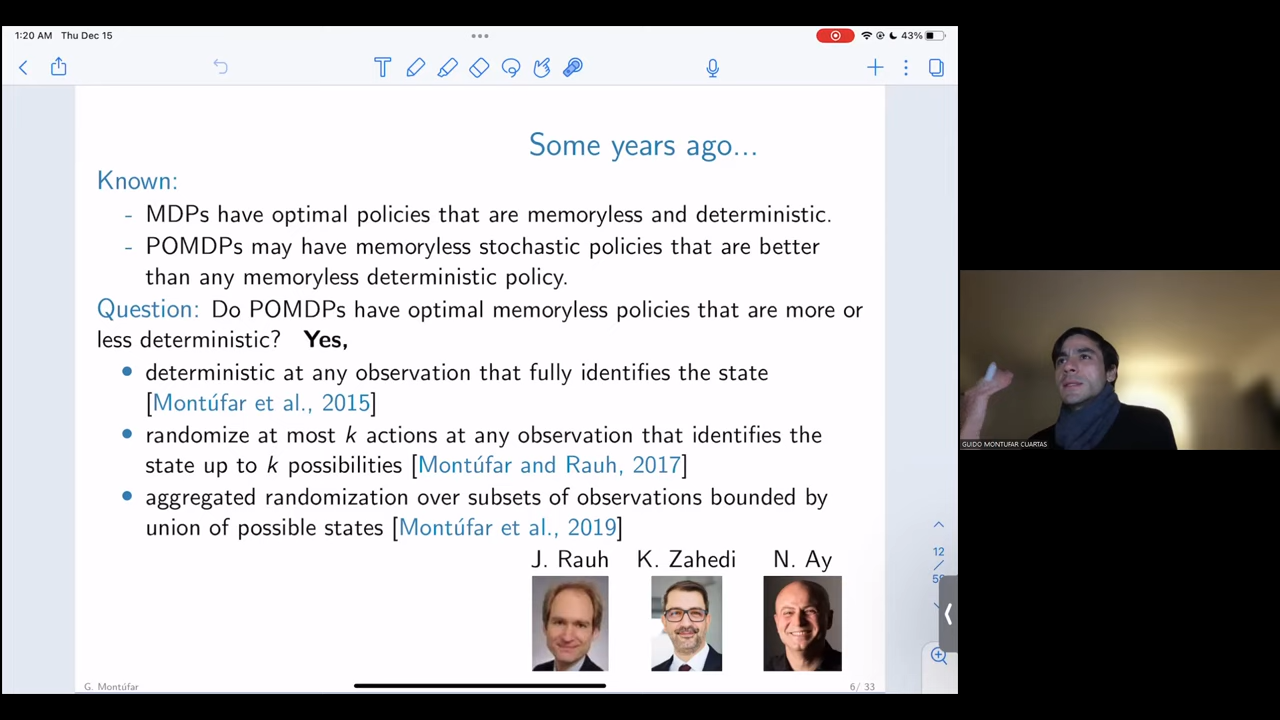 1:20 AM Thu Dec 15
43%
Some years ago...
Known:
- MDPs have optimal policies that are memoryless and deterministic.
- POMDPs may have memoryless stochastic policies that are better
than any memoryless deterministic policy.
Question: Do POMDPs have optimal memoryless policies that are more or
less deterministic? Yes,
• deterministic at any observation that fully identifies the state
[Montúfar et al., 2015]
• randomize at most k actions at any observation that identifies the
state up to k possibilities [Montúfar and Rauh, 2017]
• aggregated randomization over subsets of observations bounded by
union of possible states [Montúfar et al., 2019]
J. Rauh K. Zahedi N. Ay
G. Montúfar
6/ 33
12
/
GUIDO MONTUFAR CUARTAS